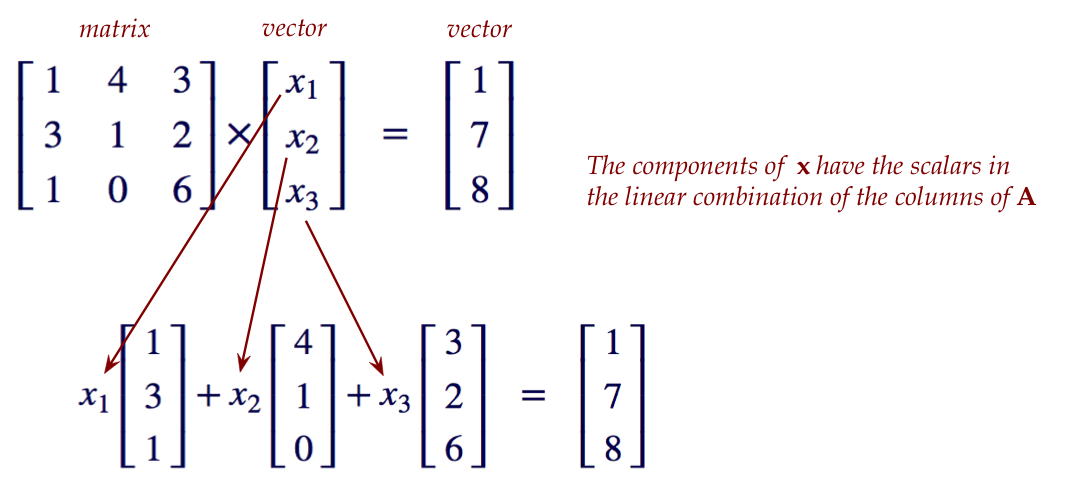 matrix vector vector
[ 1 4 3 ] [ x₁ ] [ 1 ]
[ 3 1 2 ] × [ x₂ ] = [ 7 ]
[ 1 0 6 ] [ x₃ ] [ 8 ]
The components of x have the scalars in
the linear combination of the columns of A
[ 1 ] [ 4 ] [ 3 ] [ 1 ]
x₁ [ 3 ] + x₂ [ 1 ] + x₃ [ 2 ] = [ 7 ]
[ 1 ] [ 0 ] [ 6 ] [ 8 ]